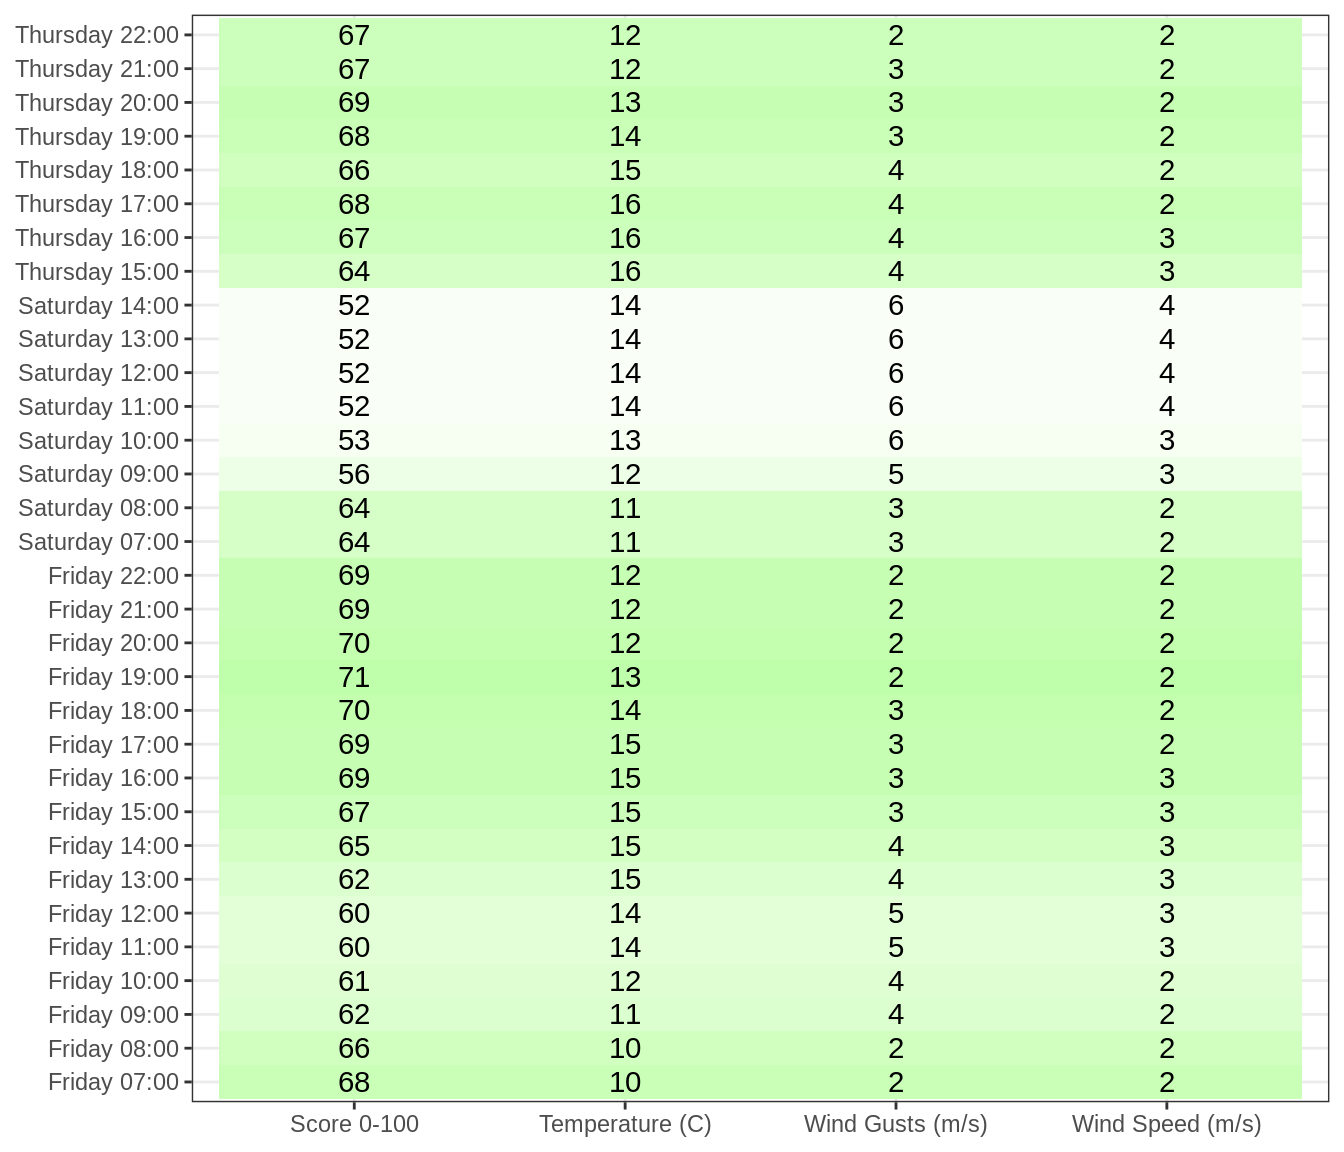 Thursday 22:00 67 12 2 2
Thursday 21:00 67 12 3 2
Thursday 20:00 69 13 3 2
Thursday 19:00 68 14 3 2
Thursday 18:00 66 15 4 2
Thursday 17:00 68 16 4 2
Thursday 16:00 67 16 4 3
Thursday 15:00 64 16 4 3
Saturday 14:00 52 14 6 4
Saturday 13:00 52 14 6 4
Saturday 12:00 52 14 6 4
Saturday 11:00 52 14 6 4
Saturday 10:00 53 13 6 3
Saturday 09:00 56 12 5 3
Saturday 08:00 64 11 3 2
Saturday 07:00 64 11 3 2
Friday 22:00 69 12 2 2
Friday 21:00 69 12 2 2
Friday 20:00 70 12 2 2
Friday 19:00 71 13 2 2
Friday 18:00 70 14 3 2
Friday 17:00 69 15 3 2
Friday 16:00 69 15 3 3
Friday 15:00 67 15 3 3
Friday 14:00 65 15 4 3
Friday 13:00 62 15 4 3
Friday 12:00 60 14 5 3
Friday 11:00 60 14 5 3
Friday 10:00 61 12 4 2
Friday 09:00 62 11 4 2
Friday 08:00 66 10 2 2
Friday 07:00 68 10 2 2
Score 0-100 Temperature (C) Wind Gusts (m/s) Wind Speed (m/s)